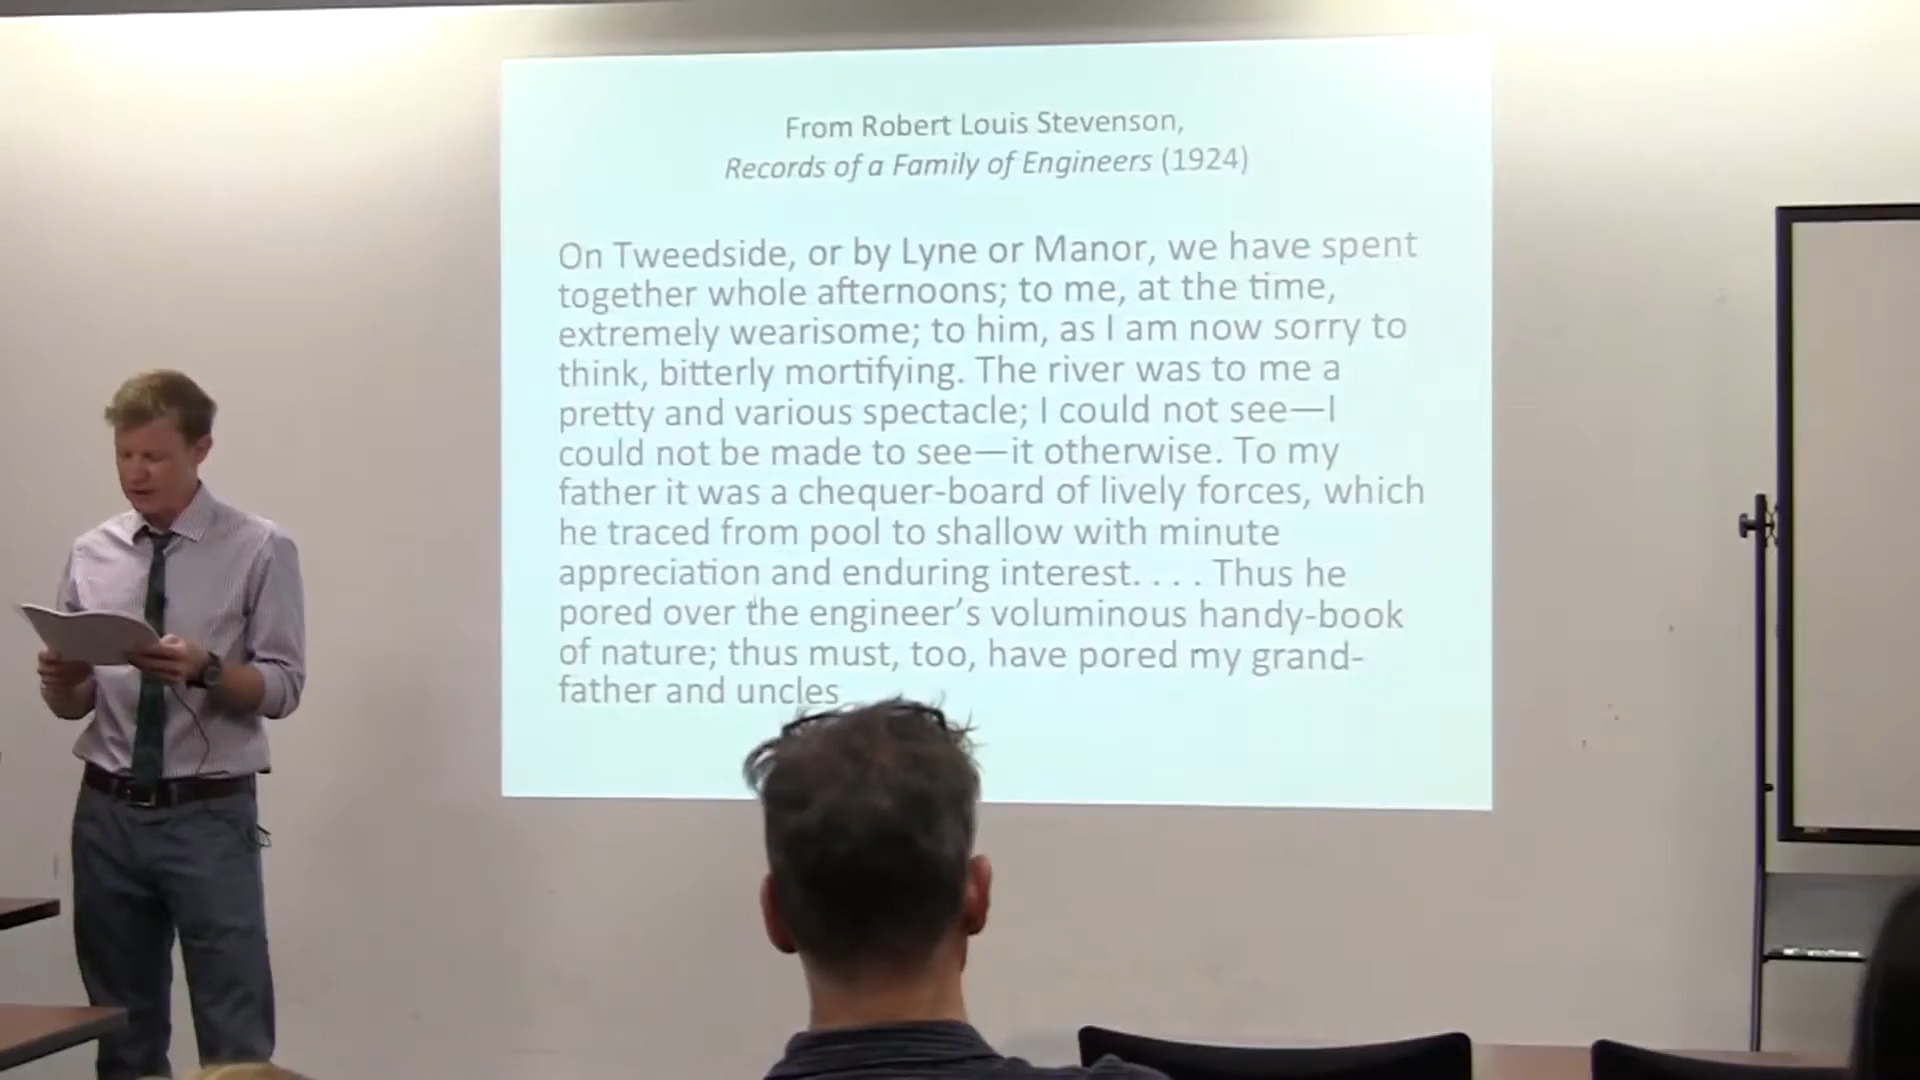 From Robert Louis Stevenson,
Records of a Family of Engineers (1924)
On Tweedside, or by Lyne or Manor, we have spent
together whole afternoons; to me, at the time,
extremely wearisome; to him, as I am now sorry to
think, bitterly mortifying. The river was to me a
pretty and various spectacle; I could not see—I
could not be made to see—it otherwise. To my
father it was a chequer-board of lively forces, which
he traced from pool to shallow with minute
appreciation and enduring interest. . . . Thus he
pored over the engineer’s voluminous handy-book
of nature; thus must, too, have pored my grand-
father and uncles